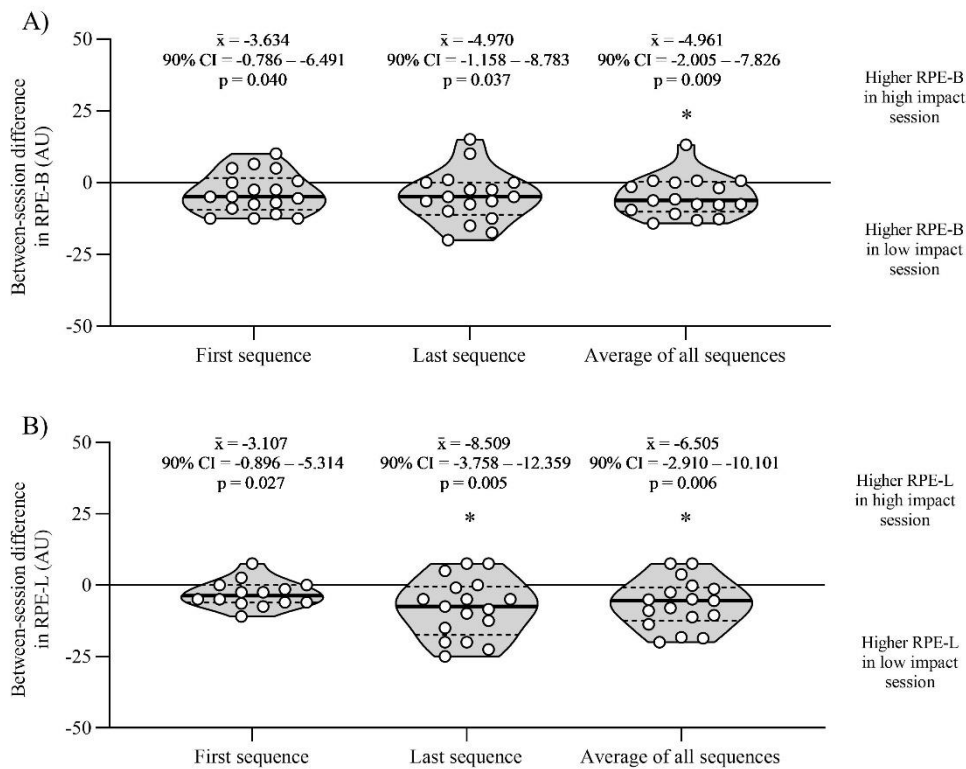 A)
50
25
0
-25
-50
Between-session difference
in RPE-B (AU)
x̄ = -3.634
90% CI = -0.786 – -6.491
p = 0.040
x̄ = -4.970
90% CI = -1.158 – -8.783
p = 0.037
x̄ = -4.961
90% CI = -2.005 – -7.826
p = 0.009
*
Higher RPE-B
in high impact
session
Higher RPE-B
in low impact
session
First sequence
Last sequence
Average of all sequences
B)
50
25
0
-25
-50
Between-session difference
in RPE-L (AU)
x̄ = -3.107
90% CI = -0.896 – -5.314
p = 0.027
x̄ = -8.509
90% CI = -3.758 – -12.359
p = 0.005
*
x̄ = -6.505
90% CI = -2.910 – -10.101
p = 0.006
*
Higher RPE-L
in high impact
session
Higher RPE-L
in low impact
session
First sequence
Last sequence
Average of all sequences